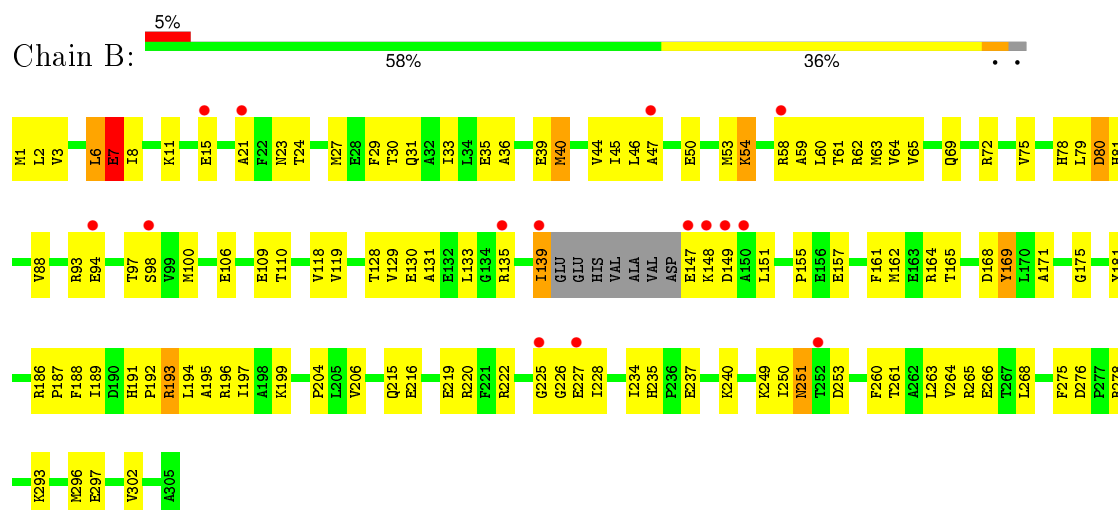 5%
Chain B:
58% 36% • •
M1 L2 V3 L6 E7 I8 K11 E15 A21 F22 N23 T24 M27 E28 F29 T30 Q31 A32 I33 L34 E35 A36 E39 M40 V44 I45 L46 A47 E50 M53 K54 R58 A59 L60 T61 R62 M63 V64 V65 Q69 R72 V75 H78 L79 D80 H81
V88 R93 E94 T97 S98 V99 M100 E106 E109 T110 V118 V119 T128 V129 E130 A131 E132 L133 G134 R135 I139 GLU GLU HIS VAL ALA VAL ASP E147 K148 D149 A150 L151 P155 E156 E157 F161 M162 E163 R164 T165 D168 Y169 L170 A171 G175 Y181
R186 P187 F188 I189 D190 H191 P192 R193 L194 A195 R196 I197 A198 K199 P204 L205 V206 Q215 E216 E219 R220 F221 R222 G225 G226 E227 I228 I234 H235 P236 E237 K240 K249 I250 N251 T252 D253 F260 T261 A262 L263 V264 R265 E266 T267 L268 F275 D276 P277 R278
K293 M296 E297 V302 A305